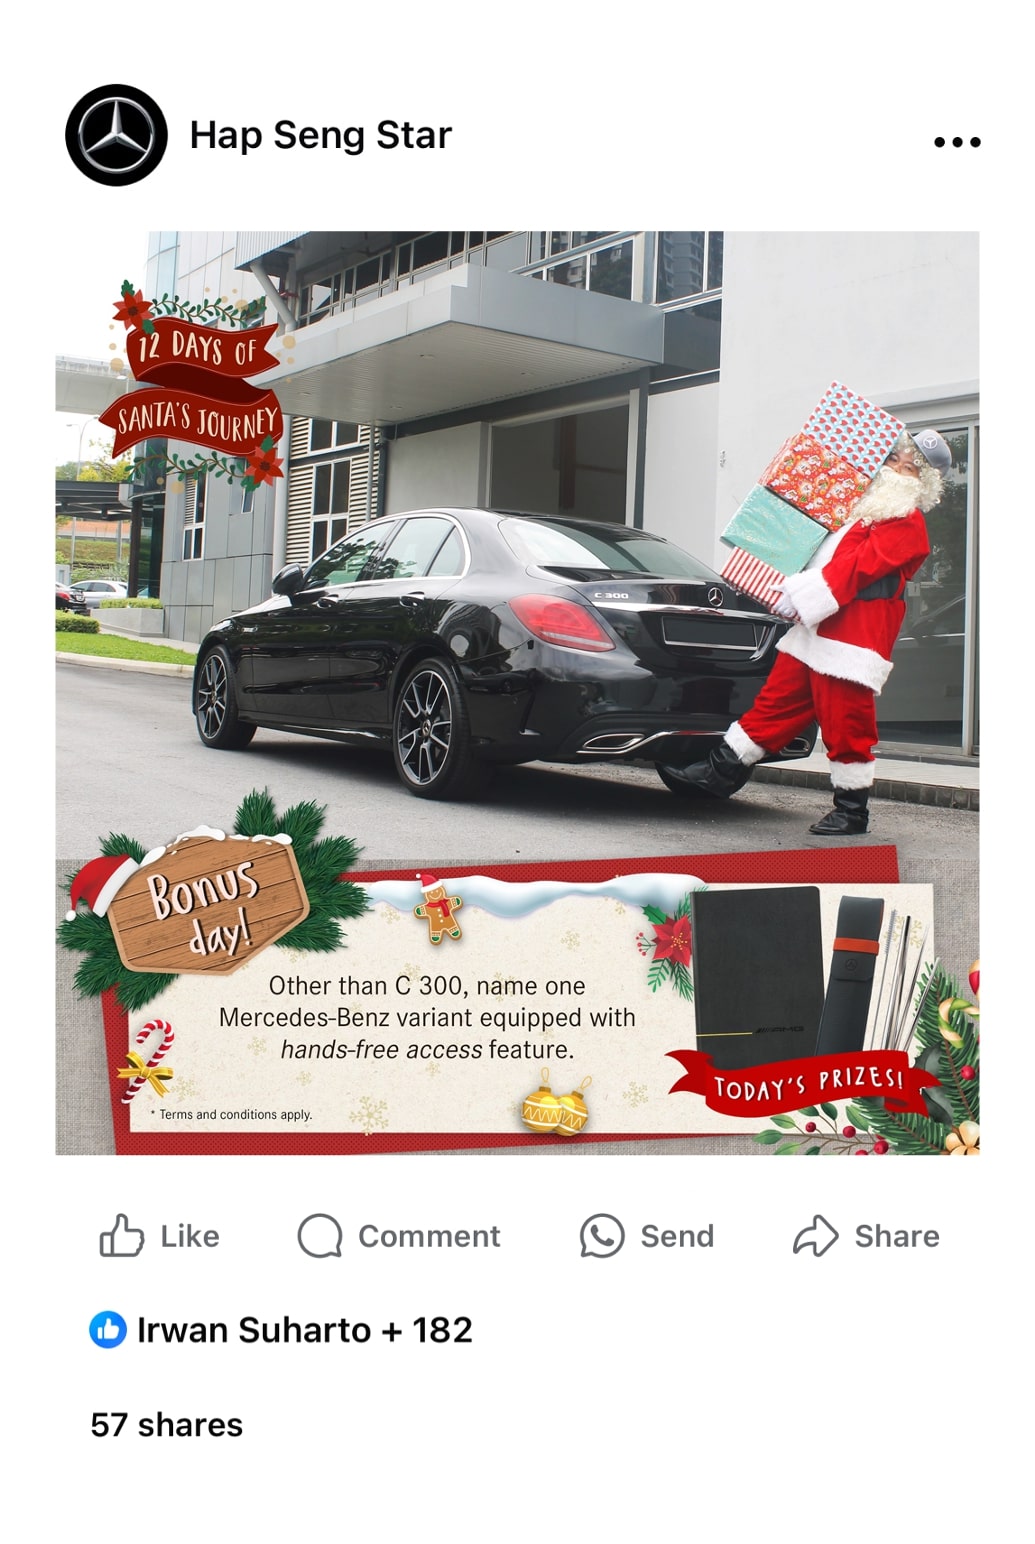 Hap Seng Star
12 DAYS OF
SANTA'S JOURNEY
C 300
Bonus
day!
Other than C 300, name one
Mercedes-Benz variant equipped with
hands-free access feature.
* Terms and conditions apply.
AMG
TODAY'S PRIZES!
Like
Comment
Send
Share
Irwan Suharto + 182
57 shares